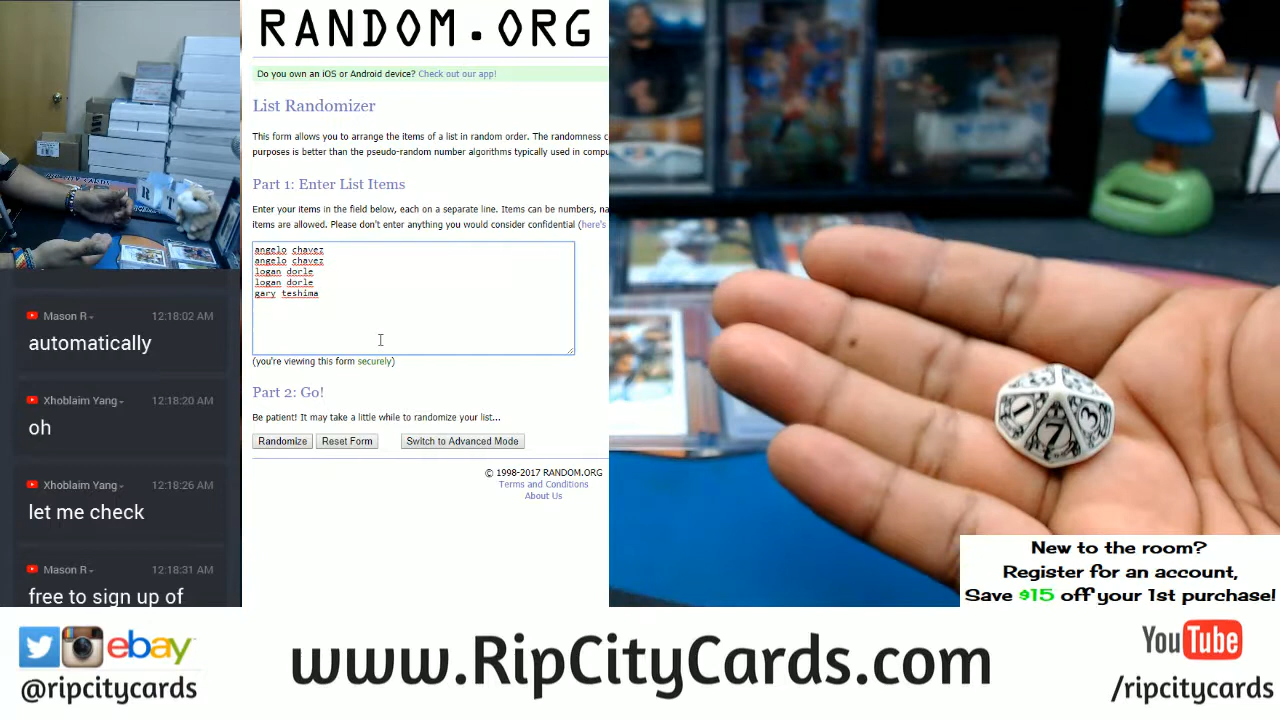 Mason R
12:18:02 AM
automatically
Xhoblaim Yang
12:18:20 AM
oh
Xhoblaim Yang
12:18:26 AM
let me check
Mason R
12:18:31 AM
free to sign up of
RANDOM.ORG
Do you own an iOS or Android device? Check out our app!
List Randomizer
This form allows you to arrange the items of a list in random order. The randomness c
purposes is better than the pseudo-random number algorithms typically used in compu
Part 1: Enter List Items
Enter your items in the field below, each on a separate line. Items can be numbers, na
items are allowed. Please don't enter anything you would consider confidential (here's
angelo chavez
angelo chavez
logan dorle
logan dorle
gary teshima
(you're viewing this form securely)
Part 2: Go!
Be patient! It may take a little while to randomize your list...
Randomize
Reset Form
Switch to Advanced Mode
© 1998-2017 RANDOM.ORG
Terms and Conditions
About Us
1
7
3
New to the room?
Register for an account,
Save $15 off your 1st purchase!
ebay
@ripcitycards
www.RipCityCards.com
YouTube
/ripcitycards